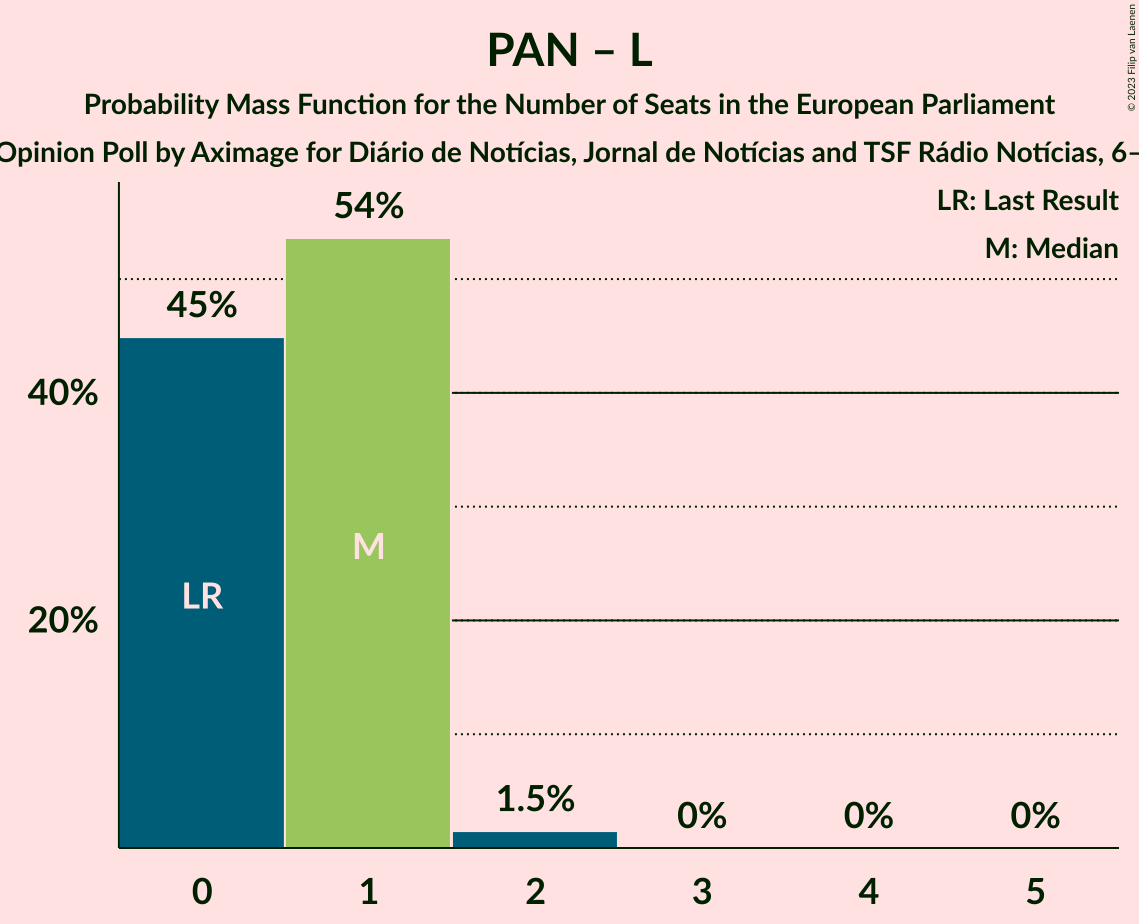 PAN – L
Probability Mass Function for the Number of Seats in the European Parliament
Opinion Poll by Aximage for Diário de Notícias, Jornal de Notícias and TSF Rádio Notícias, 6–
© 2023 Filip van Laenen
LR: Last Result
M: Median
54%
45%
40%
M
LR
20%
1.5%
0% 0% 0%
0 1 2 3 4 5